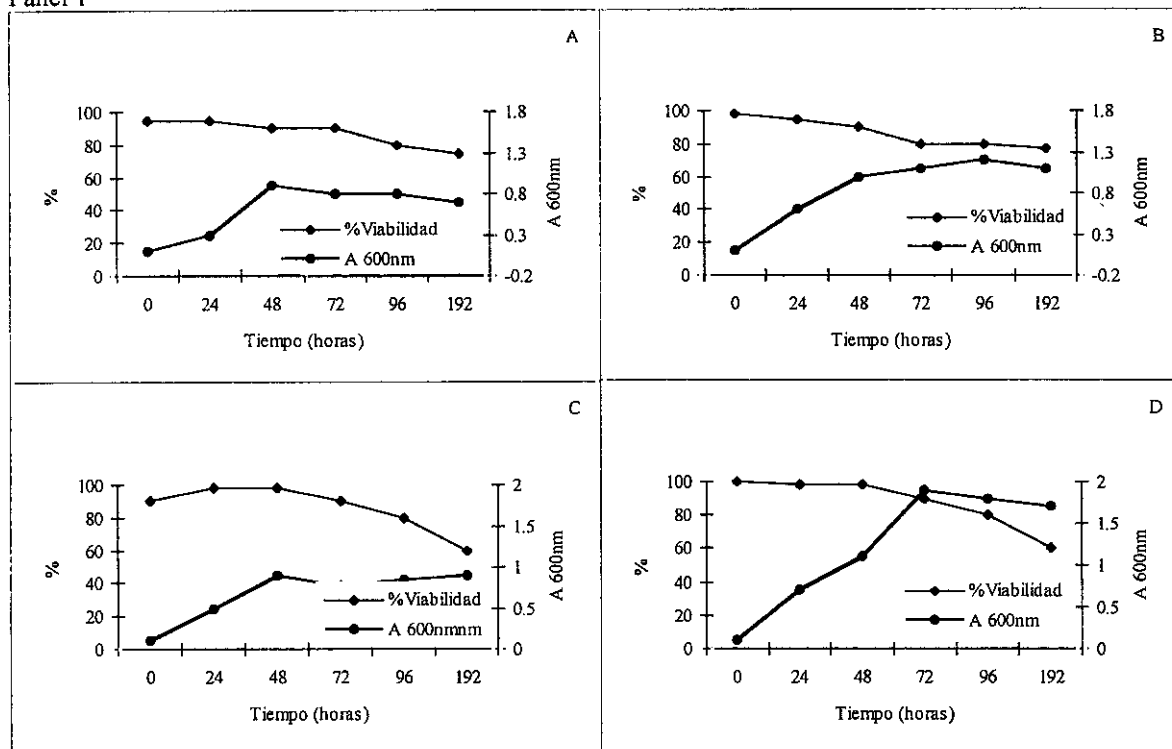 Panel 1
A
100
80
60
40
20
0
%
1.8
1.3
0.8
0.3
-0.2
A 600nm
%Viabilidad
A 600nm
0 24 48 72 96 192
Tiempo (horas)
B
100
80
60
40
20
0
%
1.8
1.3
0.8
0.3
-0.2
A 600nm
%Viabilidad
A 600nm
0 24 48 72 96 192
Tiempo (horas)
C
100
80
60
40
20
0
%
2
1.5
1
0.5
0
A 600nm
%Viabilidad
A 600nmnm
0 24 48 72 96 192
Tiempo (horas)
D
100
80
60
40
20
0
%
2
1.5
1
0.5
0
A 600nm
%Viabilidad
A 600nm
0 24 48 72 96 192
Tiempo (horas)